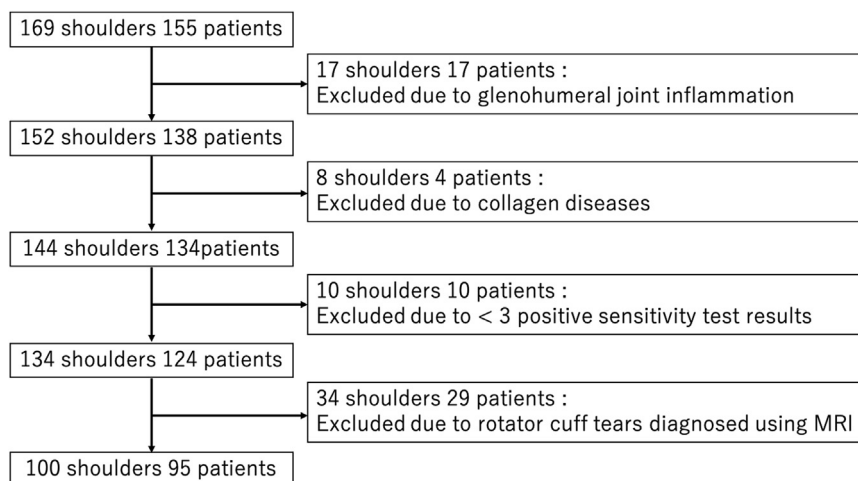 169 shoulders 155 patients
17 shoulders 17 patients :
Excluded due to glenohumeral joint inflammation
152 shoulders 138 patients
8 shoulders 4 patients :
Excluded due to collagen diseases
144 shoulders 134patients
10 shoulders 10 patients :
Excluded due to < 3 positive sensitivity test results
134 shoulders 124 patients
34 shoulders 29 patients :
Excluded due to rotator cuff tears diagnosed using MRI
100 shoulders 95 patients